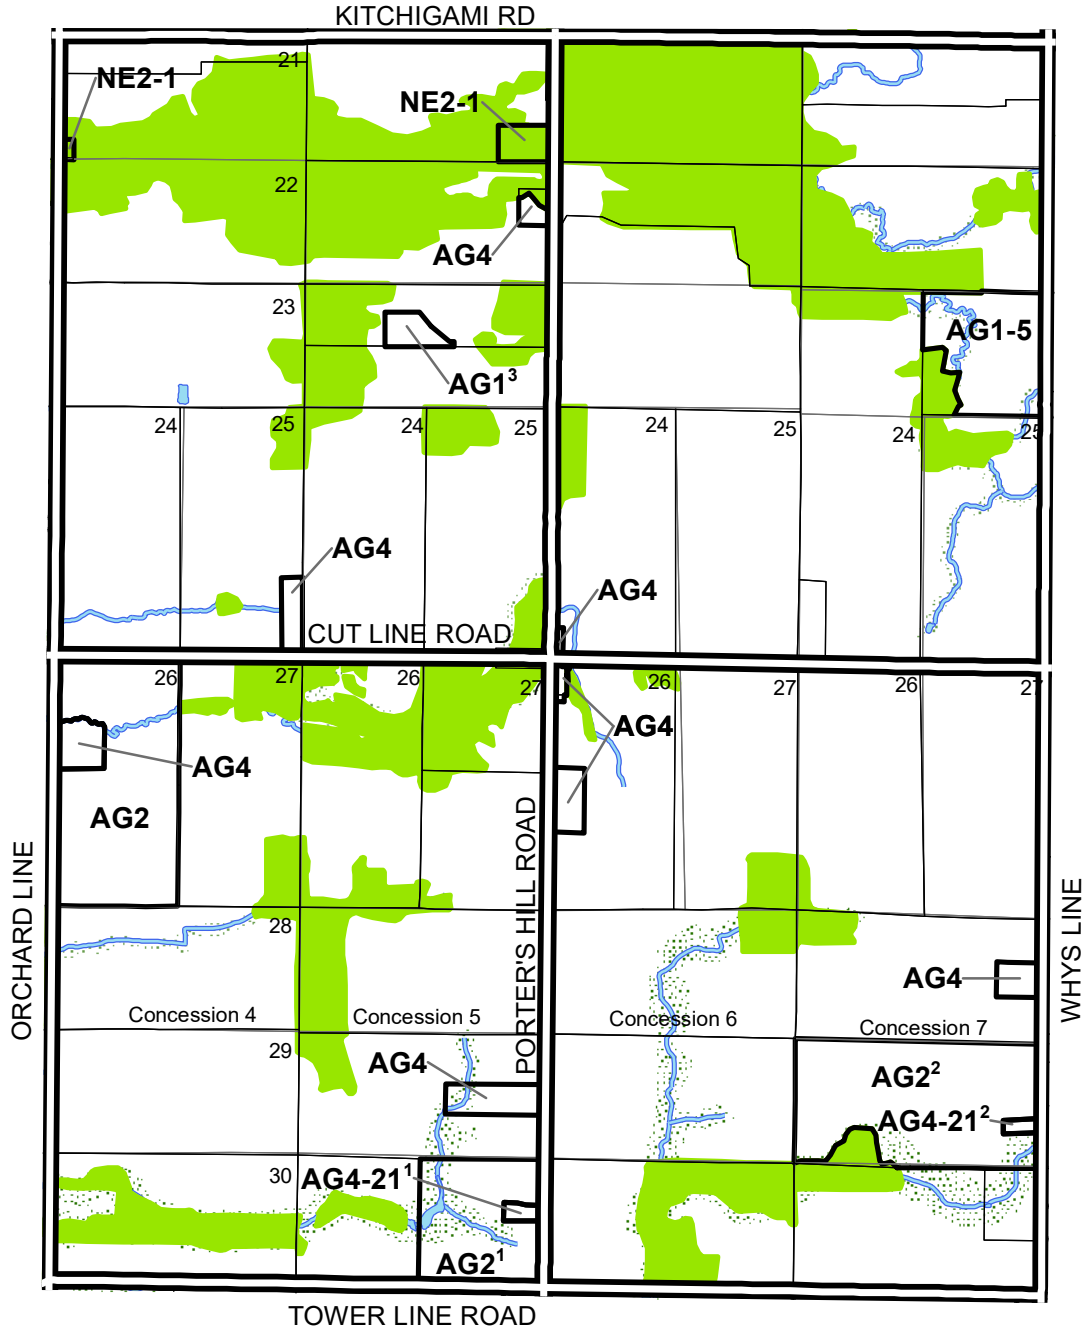 KITCHIGAMI RD
21
NE2-1
NE2-1
22
AG4
23
AG1-5
AG1³
24
25
24
25
24
25
24
25
AG4
AG4
CUT LINE ROAD
26
27
26
27
26
27
26
27
AG4
AG4
AG2
ORCHARD LINE
PORTER'S HILL ROAD
WHYS LINE
28
AG4
Concession 4
Concession 5
Concession 6
Concession 7
29
AG4
AG2²
AG4-21²
30
AG4-21¹
AG2¹
TOWER LINE ROAD